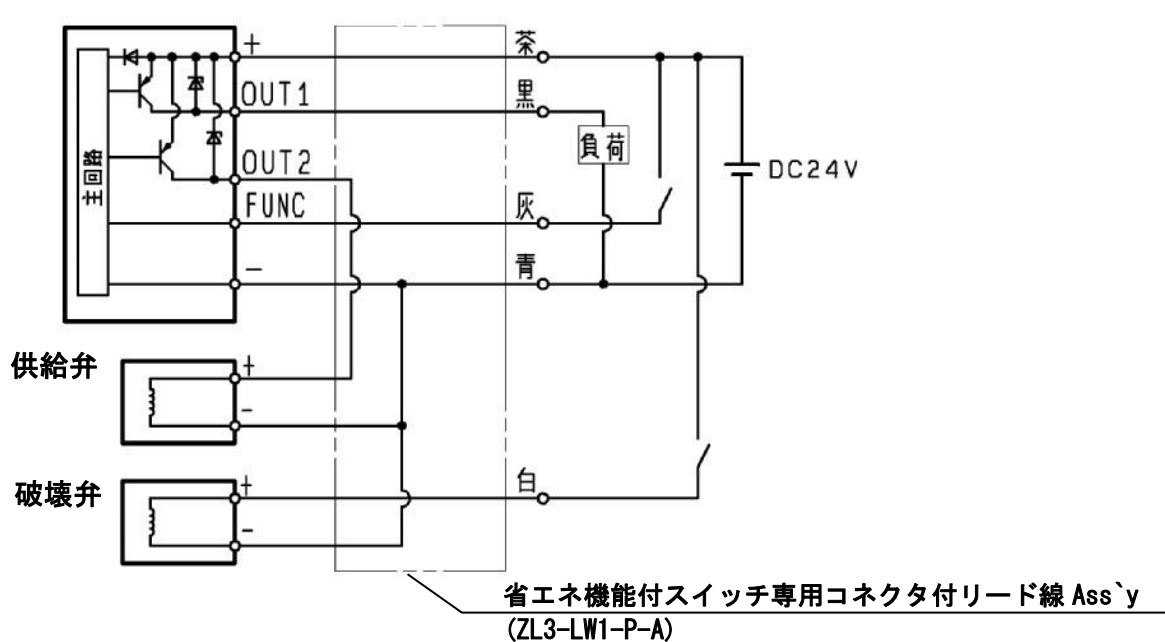 + 茶
OUT1 黒
負荷
主回路
OUT2
DC24V
FUNC 灰
- 青
供給弁
+
-
破壊弁
+ 白
-
省エネ機能付スイッチ専用コネクタ付リード線 Ass`y
(ZL3-LW1-P-A)